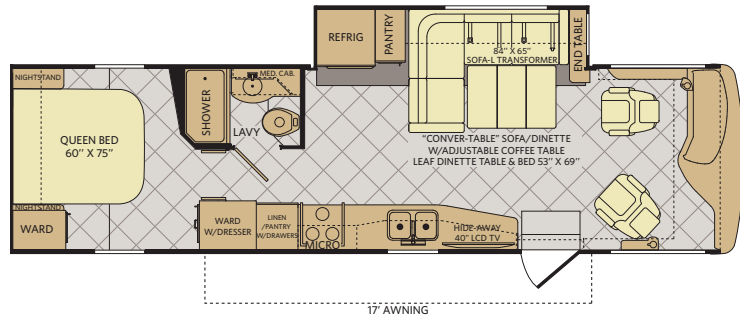 REFRIG
PANTRY
END TABLE
84" X 65"
SOFA-L TRANSFORMER
NIGHTSTAND
MED. CAB.
SHOWER
LAVY
QUEEN BED
60'' X 75''
"CONVER-TABLE" SOFA/DINETTE
W/ADJUSTABLE COFFEE TABLE
LEAF DINETTE TABLE & BED 53'' X 69''
NIGHTSTAND
WARD
WARD
W/DRESSER
LINEN
/PANTRY
W/DRAWERS
MICRO
HIDE-AWAY
40" LCD TV
17' AWNING